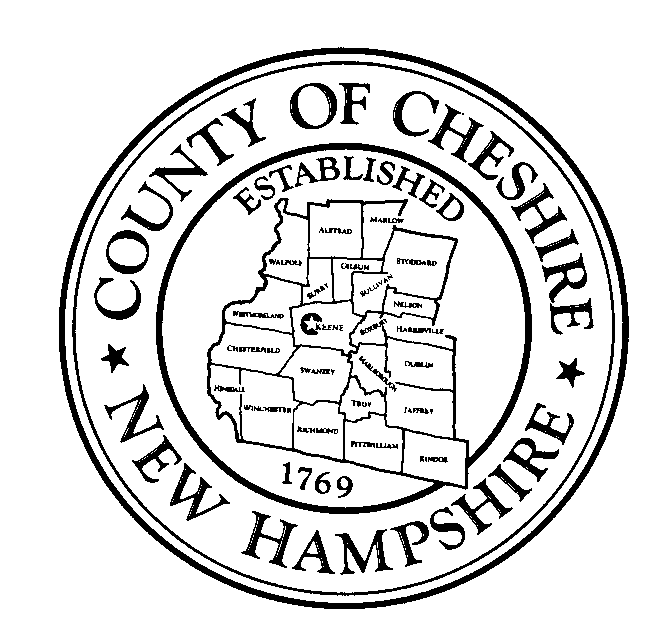 COUNTY OF CHESHIRE
ESTABLISHED
ALSTEAD
MARLOW
WALPOLE
GILSUM
STODDARD
SURRY
SULLIVAN
NELSON
WESTMORELAND
KEENE
ROXBURY
HARRISVILLE
CHESTERFIELD
SWANZEY
MARLBOROUGH
DUBLIN
HINSDALE
WINCHESTER
TROY
JAFFREY
RICHMOND
FITZWILLIAM
RINDGE
1769
★ NEW HAMPSHIRE ★